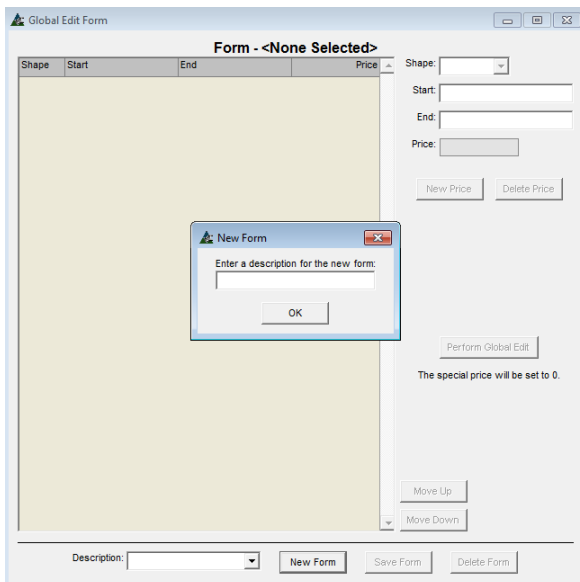 Global Edit Form
Form - <None Selected>
Shape Start End Price
Shape:
Start:
End:
Price:
New Price Delete Price
New Form
Enter a description for the new form:
OK
Perform Global Edit
The special price will be set to 0.
Move Up
Move Down
Description: New Form Save Form Delete Form